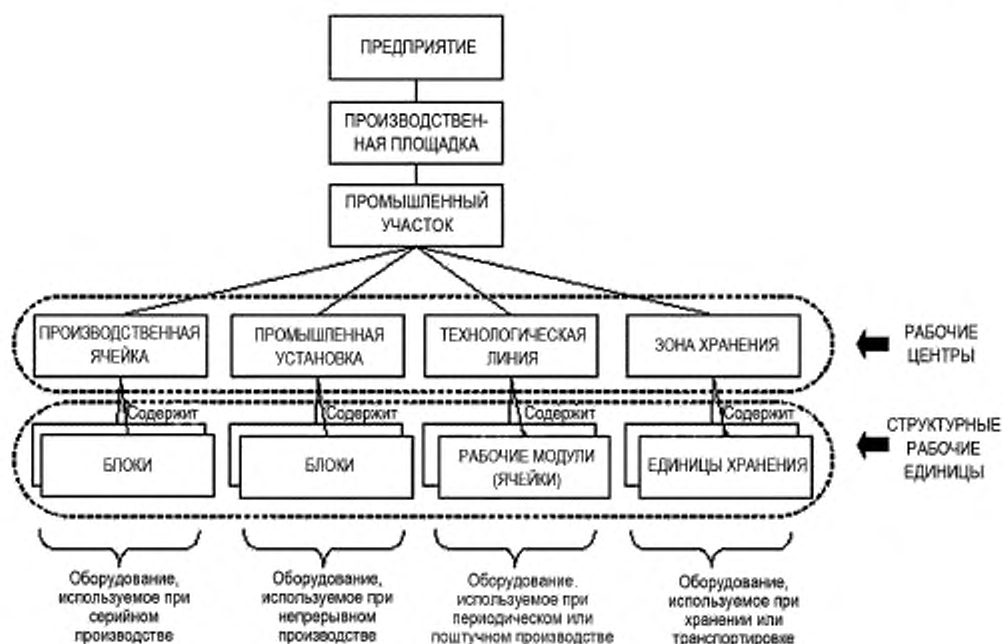 ПРЕДПРИЯТИЕ
ПРОИЗВОДСТВЕН-
НАЯ ПЛОЩАДКА
ПРОМЫШЛЕННЫЙ
УЧАСТОК
ПРОИЗВОДСТВЕННАЯ
ЯЧЕЙКА
ПРОМЫШЛЕННАЯ
УСТАНОВКА
ТЕХНОЛОГИЧЕСКАЯ
ЛИНИЯ
ЗОНА ХРАНЕНИЯ
РАБОЧИЕ
ЦЕНТРЫ
Содержит
Содержит
Содержит
Содержит
БЛОКИ
БЛОКИ
РАБОЧИЕ МОДУЛИ
(ЯЧЕЙКИ)
ЕДИНИЦЫ ХРАНЕНИЯ
СТРУКТУРНЫЕ
РАБОЧИЕ
ЕДИНИЦЫ
Оборудование,
используемое при
серийном
производстве
Оборудование,
используемое при
непрерывном
производстве
Оборудование.
используемое при
периодическом или
поштучном производстве
Оборудование,
используемое при
хранении или
транспортировке